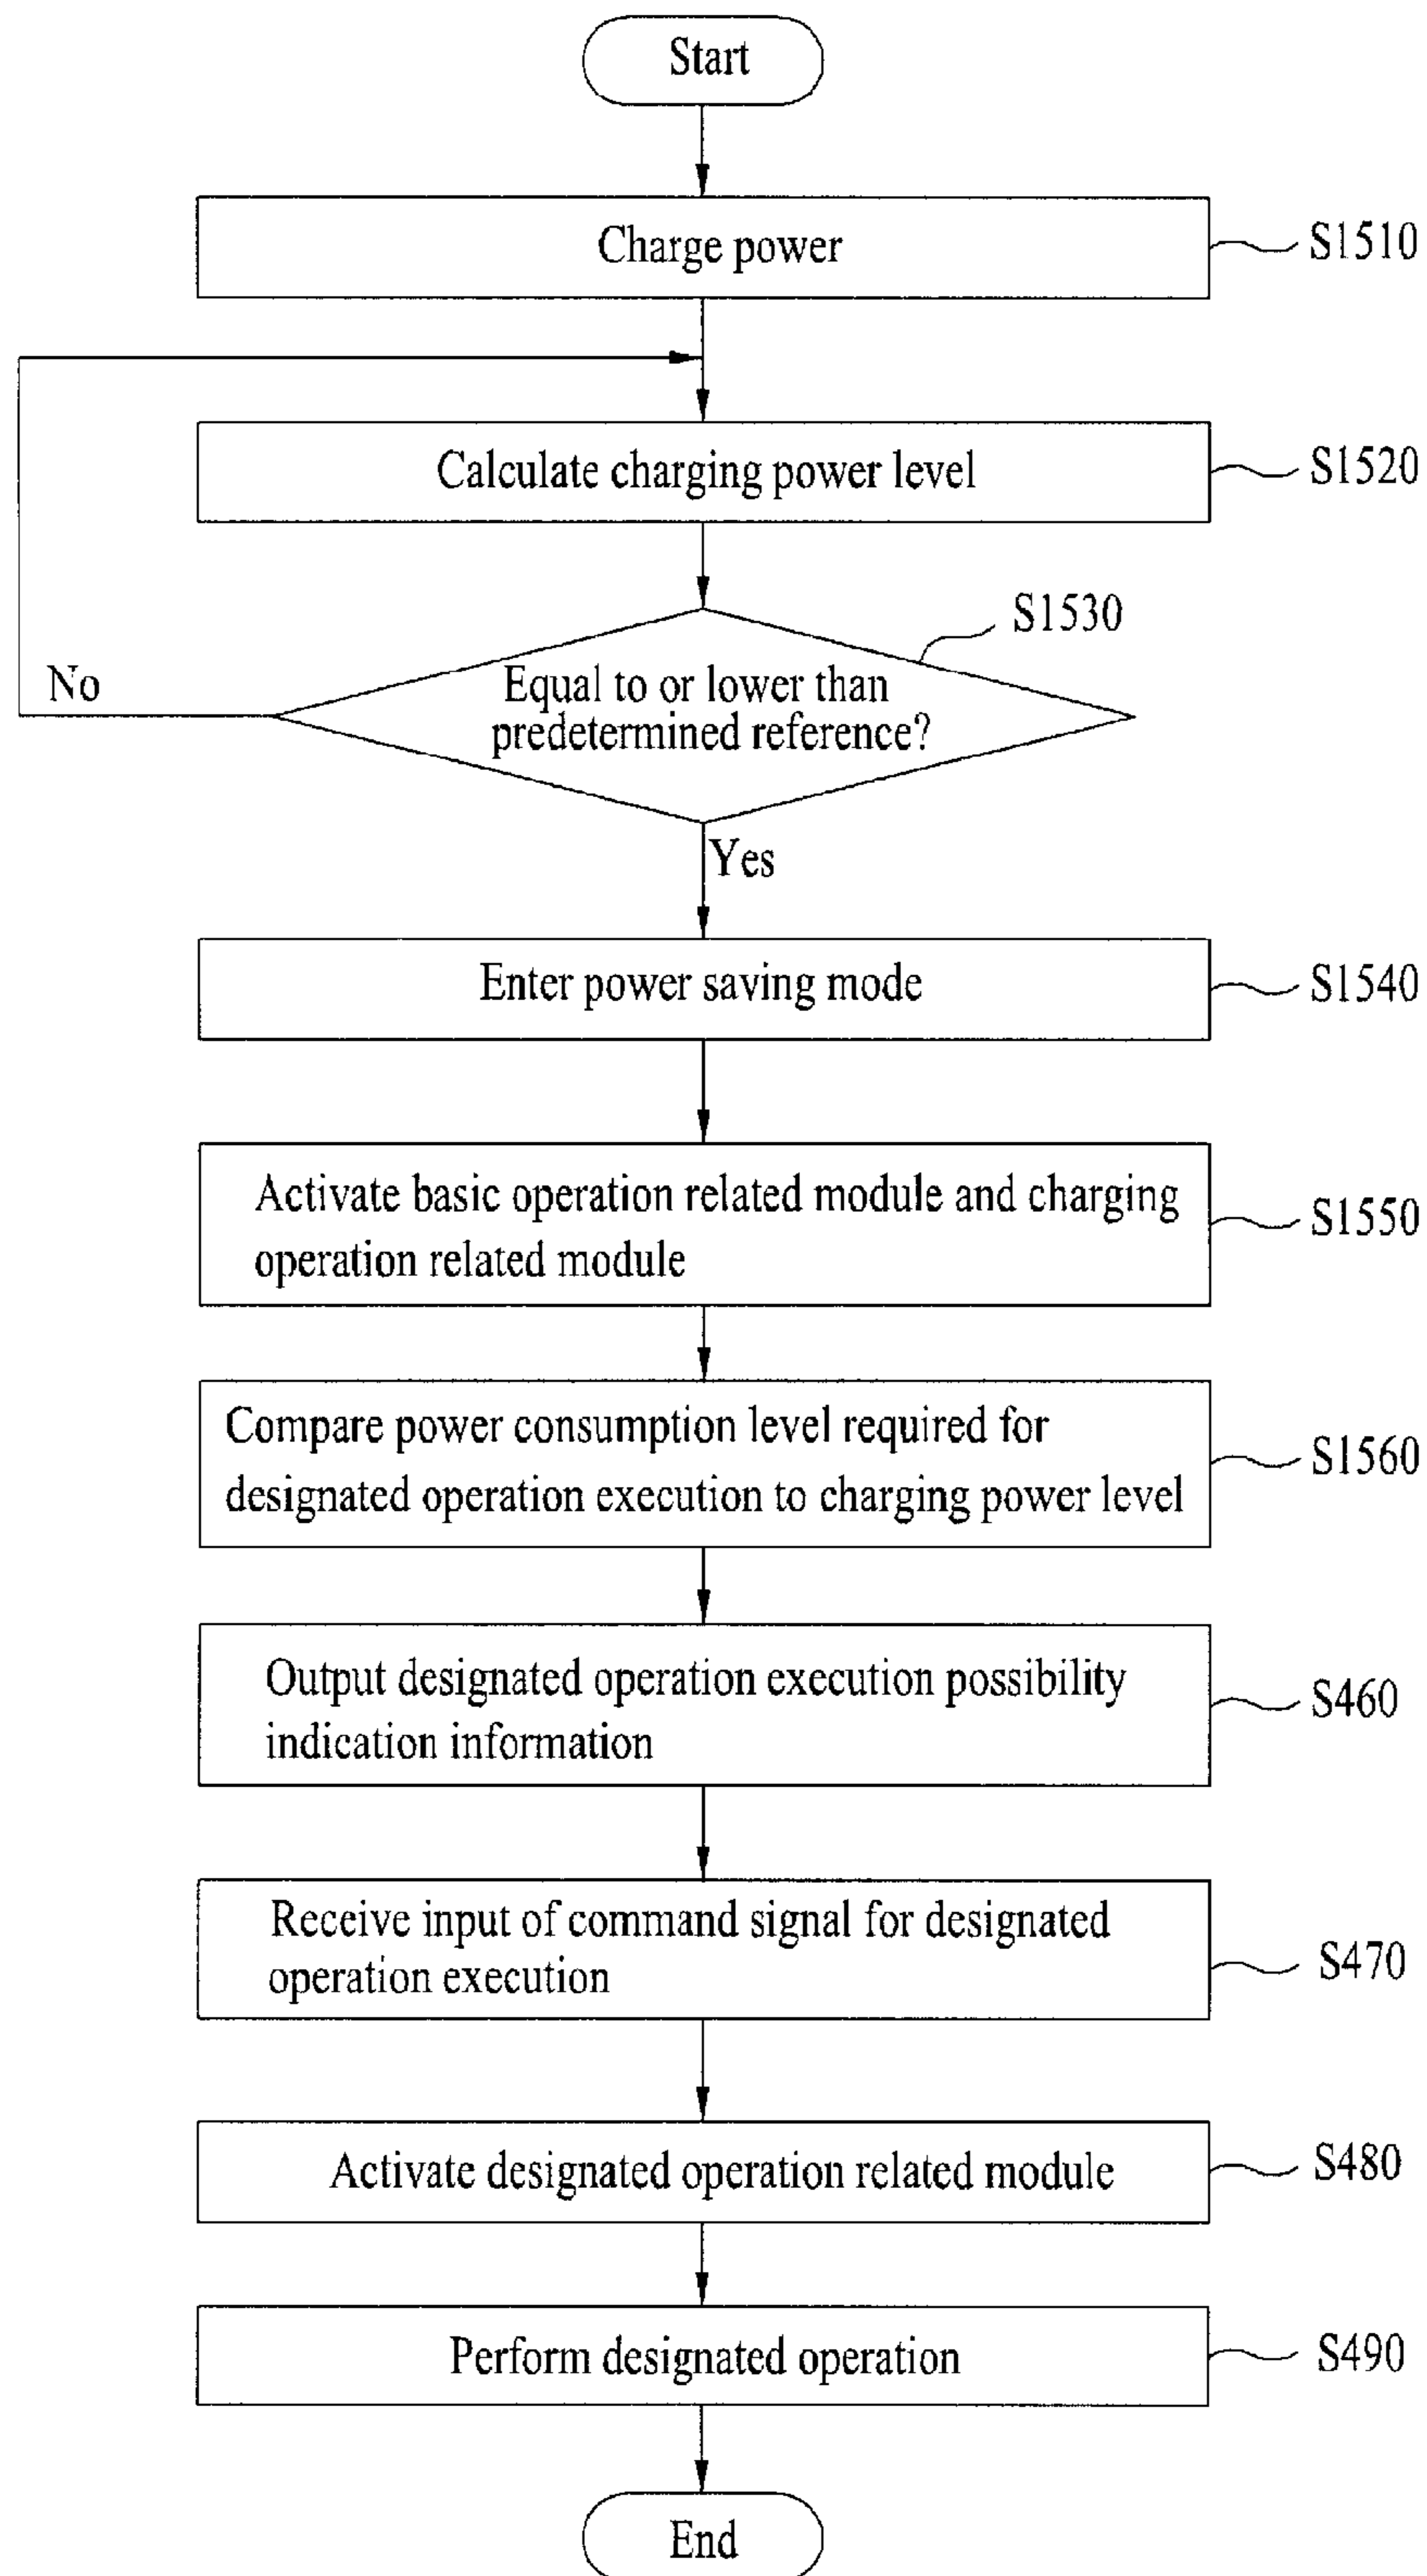 Start
Charge power
S1510
Calculate charging power level
S1520
S1530
Equal to or lower than
predetermined reference?
No
Yes
Enter power saving mode
S1540
Activate basic operation related module and charging
operation related module
S1550
Compare power consumption level required for
designated operation execution to charging power level
S1560
Output designated operation execution possibility
indication information
S460
Receive input of command signal for designated
operation execution
S470
Activate designated operation related module
S480
Perform designated operation
S490
End